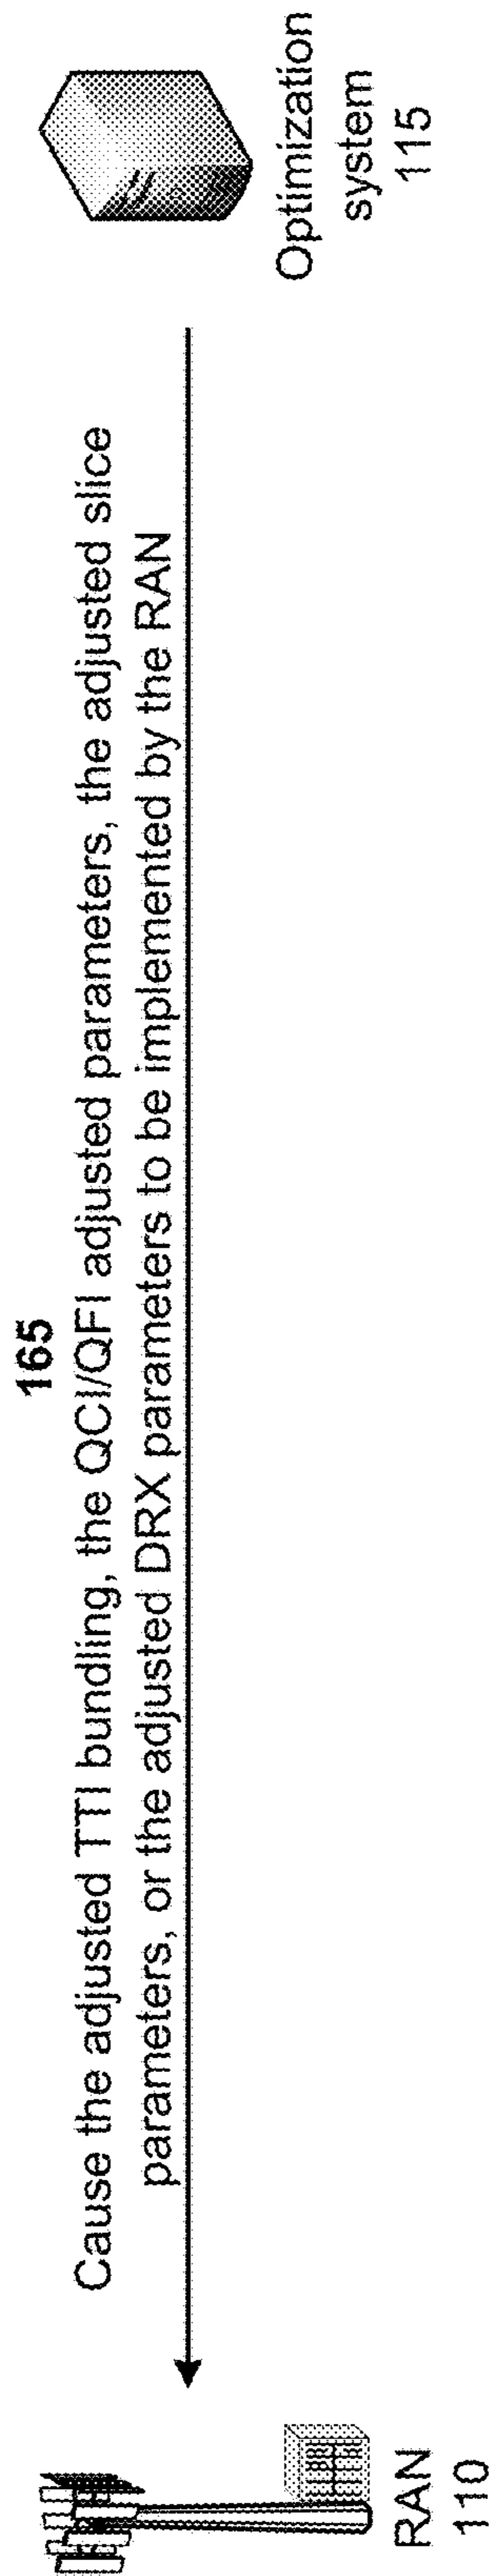 165
Cause the adjusted TTI bundling, the QCI/QFI adjusted parameters, the adjusted slice
parameters, or the adjusted DRX parameters to be implemented by the RAN
RAN
110
Optimization
system
115